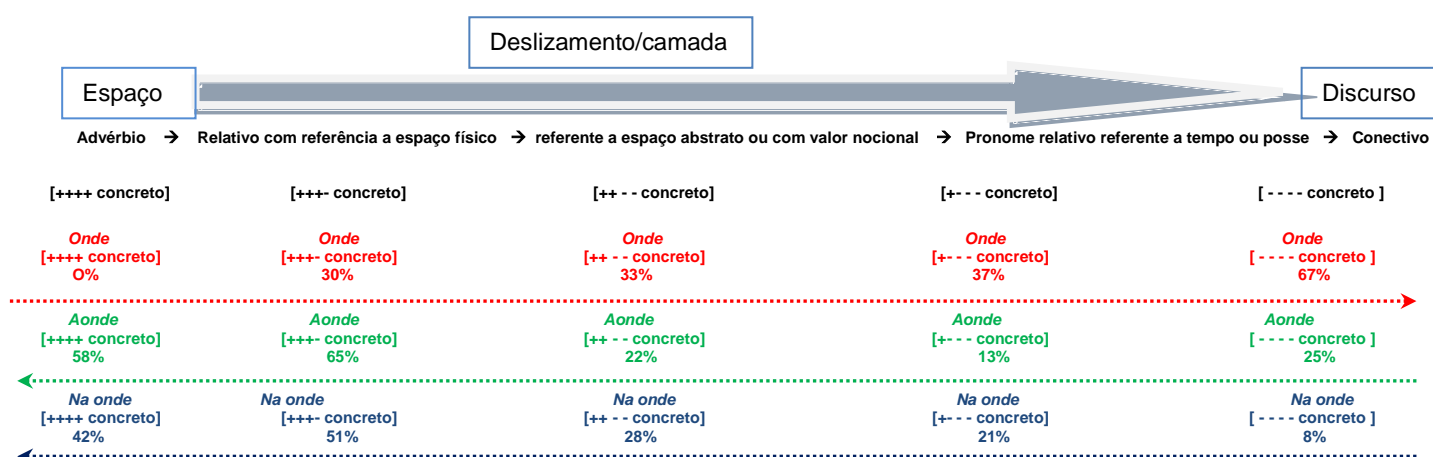 Deslizamento/camada
Espaço
Discurso
Advérbio → Relativo com referência a espaço físico → referente a espaço abstrato ou com valor nocional → Pronome relativo referente a tempo ou posse → Conectivo
[++++ concreto] [+++- concreto] [++ - - concreto] [+- - - concreto] [ - - - - concreto ]
Onde Onde Onde Onde Onde
[++++ concreto] [+++- concreto] [++ - - concreto] [+- - - concreto] [ - - - - concreto ]
O% 30% 33% 37% 67%
Aonde Aonde Aonde Aonde Aonde
[++++ concreto] [+++- concreto] [++ - - concreto] [+- - - concreto] [ - - - - concreto ]
58% 65% 22% 13% 25%
Na onde Na onde Na onde Na onde Na onde
[++++ concreto] [+++- concreto] [++ - - concreto] [+- - - concreto] [ - - - - concreto ]
42% 51% 28% 21% 8%